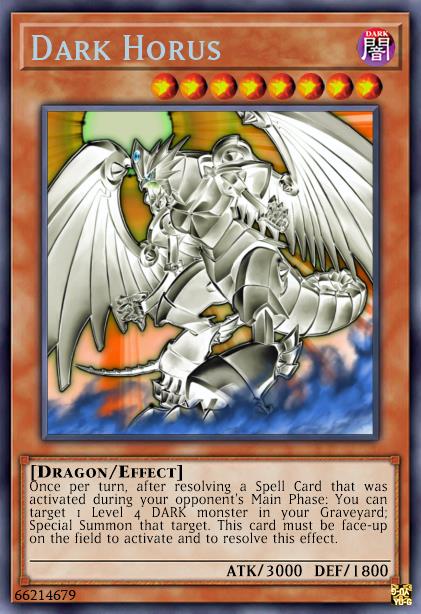 DARK HORUS
DARK
闇
[DRAGON/EFFECT]
Once per turn, after resolving a Spell Card that was
activated during your opponent's Main Phase: You can
target 1 Level 4 DARK monster in your Graveyard;
Special Summon that target. This card must be face-up
on the field to activate and to resolve this effect.
ATK/3000 DEF/1800
66214679